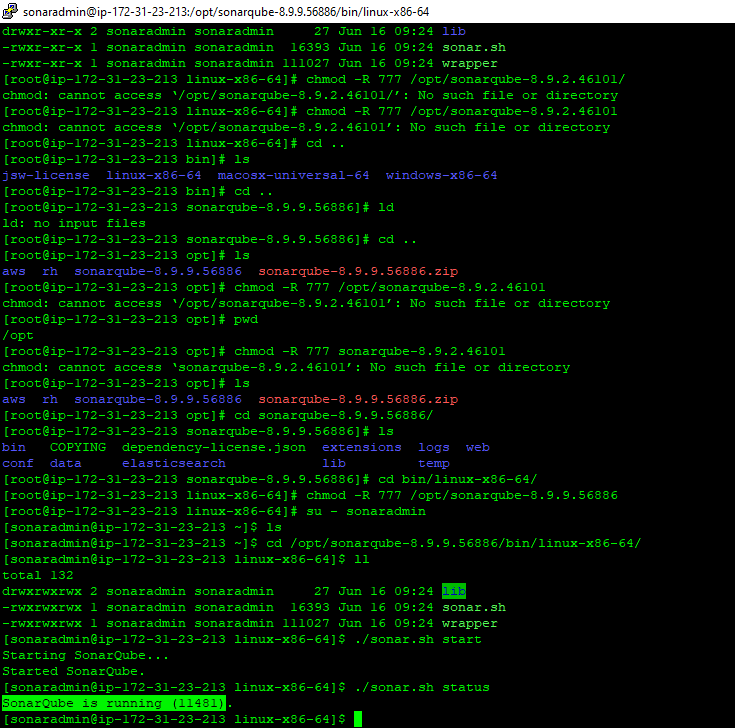 sonaradmin@ip-172-31-23-213:/opt/sonarqube-8.9.9.56886/bin/linux-x86-64
drwxr-xr-x 2 sonaradmin sonaradmin     27 Jun 16 09:24 lib
-rwxr-xr-x 1 sonaradmin sonaradmin  16393 Jun 16 09:24 sonar.sh
-rwxr-xr-x 1 sonaradmin sonaradmin 111027 Jun 16 09:24 wrapper
[root@ip-172-31-23-213 linux-x86-64]# chmod -R 777 /opt/sonarqube-8.9.2.46101/
chmod: cannot access ‘/opt/sonarqube-8.9.2.46101/’: No such file or directory
[root@ip-172-31-23-213 linux-x86-64]# chmod -R 777 /opt/sonarqube-8.9.2.46101
chmod: cannot access ‘/opt/sonarqube-8.9.2.46101’: No such file or directory
[root@ip-172-31-23-213 linux-x86-64]# cd ..
[root@ip-172-31-23-213 bin]# ls
jsw-license  linux-x86-64  macosx-universal-64  windows-x86-64
[root@ip-172-31-23-213 bin]# cd ..
[root@ip-172-31-23-213 sonarqube-8.9.9.56886]# ld
ld: no input files
[root@ip-172-31-23-213 sonarqube-8.9.9.56886]# cd ..
[root@ip-172-31-23-213 opt]# ls
aws  rh  sonarqube-8.9.9.56886  sonarqube-8.9.9.56886.zip
[root@ip-172-31-23-213 opt]# chmod -R 777 /opt/sonarqube-8.9.2.46101
chmod: cannot access ‘/opt/sonarqube-8.9.2.46101’: No such file or directory
[root@ip-172-31-23-213 opt]# pwd
/opt
[root@ip-172-31-23-213 opt]# chmod -R 777 sonarqube-8.9.2.46101
chmod: cannot access ‘sonarqube-8.9.2.46101’: No such file or directory
[root@ip-172-31-23-213 opt]# ls
aws  rh  sonarqube-8.9.9.56886  sonarqube-8.9.9.56886.zip
[root@ip-172-31-23-213 opt]# cd sonarqube-8.9.9.56886/
[root@ip-172-31-23-213 sonarqube-8.9.9.56886]# ls
bin   COPYING  dependency-license.json  extensions  logs  web
conf  data     elasticsearch            lib         temp
[root@ip-172-31-23-213 sonarqube-8.9.9.56886]# cd bin/linux-x86-64/
[root@ip-172-31-23-213 linux-x86-64]# chmod -R 777 /opt/sonarqube-8.9.9.56886
[root@ip-172-31-23-213 linux-x86-64]# su - sonaradmin
[sonaradmin@ip-172-31-23-213 ~]$ ls
[sonaradmin@ip-172-31-23-213 ~]$ cd /opt/sonarqube-8.9.9.56886/bin/linux-x86-64/
[sonaradmin@ip-172-31-23-213 linux-x86-64]$ ll
total 132
drwxrwxrwx 2 sonaradmin sonaradmin     27 Jun 16 09:24 lib
-rwxrwxrwx 1 sonaradmin sonaradmin  16393 Jun 16 09:24 sonar.sh
-rwxrwxrwx 1 sonaradmin sonaradmin 111027 Jun 16 09:24 wrapper
[sonaradmin@ip-172-31-23-213 linux-x86-64]$ ./sonar.sh start
Starting SonarQube...
Started SonarQube.
[sonaradmin@ip-172-31-23-213 linux-x86-64]$ ./sonar.sh status
SonarQube is running (11481).
[sonaradmin@ip-172-31-23-213 linux-x86-64]$